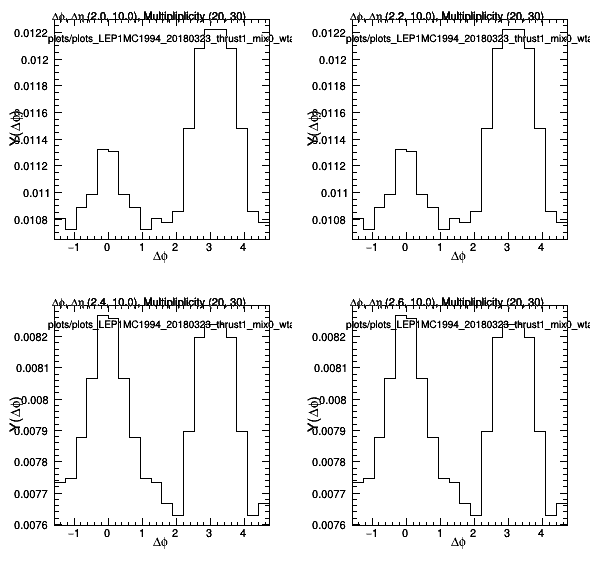 Δϕ, Δη (2.0, 10.0), Multipliplicity (20, 30)
plots/plots_LEP1MC1994_20180323_thrust1_mix0_wta
Y(Δϕ)
0.0122
0.012
0.0118
0.0116
0.0114
0.0112
0.011
0.0108
−1 0 1 2 3 4
Δϕ
Δϕ, Δη (2.2, 10.0), Multipliplicity (20, 30)
plots/plots_LEP1MC1994_20180323_thrust1_mix0_wta
Y(Δϕ)
0.0122
0.012
0.0118
0.0116
0.0114
0.0112
0.011
0.0108
−1 0 1 2 3 4
Δϕ
Δϕ, Δη (2.4, 10.0), Multipliplicity (20, 30)
plots/plots_LEP1MC1994_20180323_thrust1_mix0_wta
Y(Δϕ)
0.0082
0.0081
0.008
0.0079
0.0078
0.0077
0.0076
−1 0 1 2 3 4
Δϕ
Δϕ, Δη (2.6, 10.0), Multipliplicity (20, 30)
plots/plots_LEP1MC1994_20180323_thrust1_mix0_wta
Y(Δϕ)
0.0082
0.0081
0.008
0.0079
0.0078
0.0077
0.0076
−1 0 1 2 3 4
Δϕ